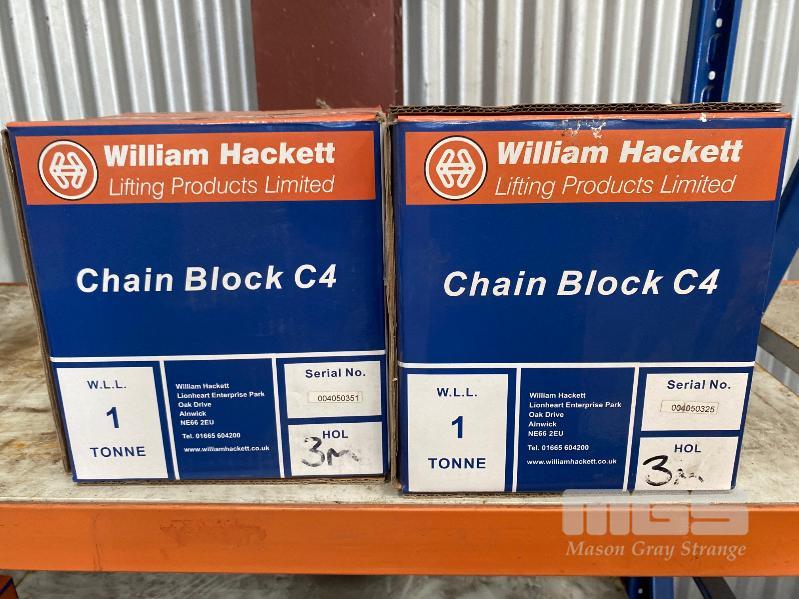 William Hackett
Lifting Products Limited
Chain Block C4
W.L.L.
1
TONNE
William Hackett
Lionheart Enterprise Park
Oak Drive
Alnwick
NE66 2EU
Tel. 01665 604200
www.williamhackett.co.uk
Serial No.
004050351
HOL
3m
William Hackett
Lifting Products Limited
Chain Block C4
W.L.L.
1
TONNE
William Hackett
Lionheart Enterprise Park
Oak Drive
Alnwick
NE66 2EU
Tel. 01665 604200
www.williamhackett.co.uk
Serial No.
004050325
HOL
3m
MGS
Mason Gray Strange